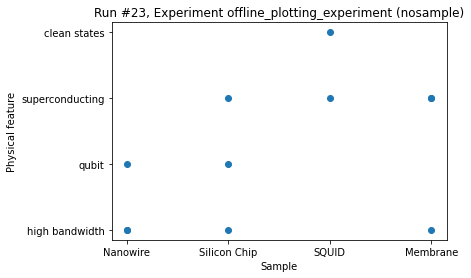 Run #23, Experiment offline_plotting_experiment (nosample)
clean states
superconducting
qubit
high bandwidth
Physical feature
Nanowire Silicon Chip SQUID Membrane
Sample